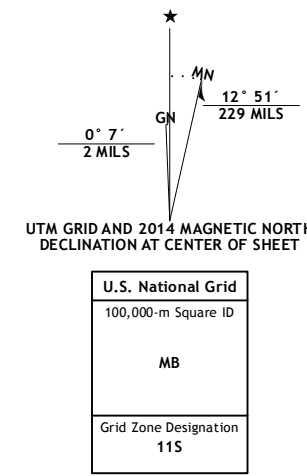 ★
MN
12° 51´
229 MILS
GN
0° 7´
2 MILS
UTM GRID AND 2014 MAGNETIC NORTH
DECLINATION AT CENTER OF SHEET
U.S. National Grid
100,000-m Square ID
MB
Grid Zone Designation
11S